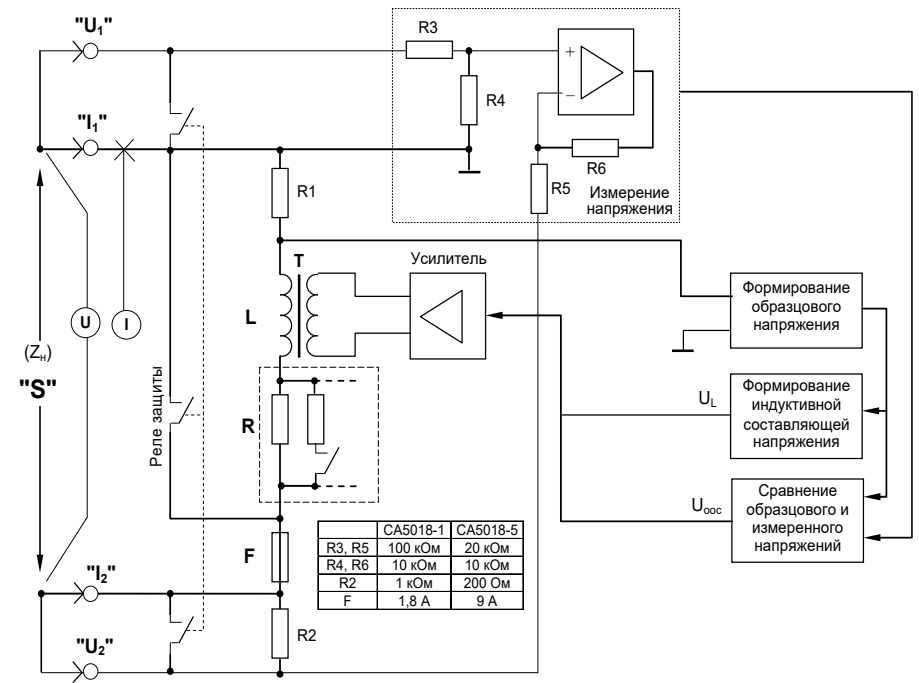 "U₁"
R3
R4
"I₁"
R6
R5
Измерение
напряжения
R1
T
Усилитель
Формирование
образцового
напряжения
L
U
I
(Zн)
"S"
Реле защиты
R
U_L
Формирование
индуктивной
составляющей
напряжения
Uоос
Сравнение
образцового и
измеренного
напряжений
F
CA5018-1 CA5018-5
R3, R5 100 кОм 20 кОм
R4, R6 10 кОм 10 кОм
R2 1 кОм 200 Ом
F 1,8 А 9 А
"I₂"
R2
"U₂"